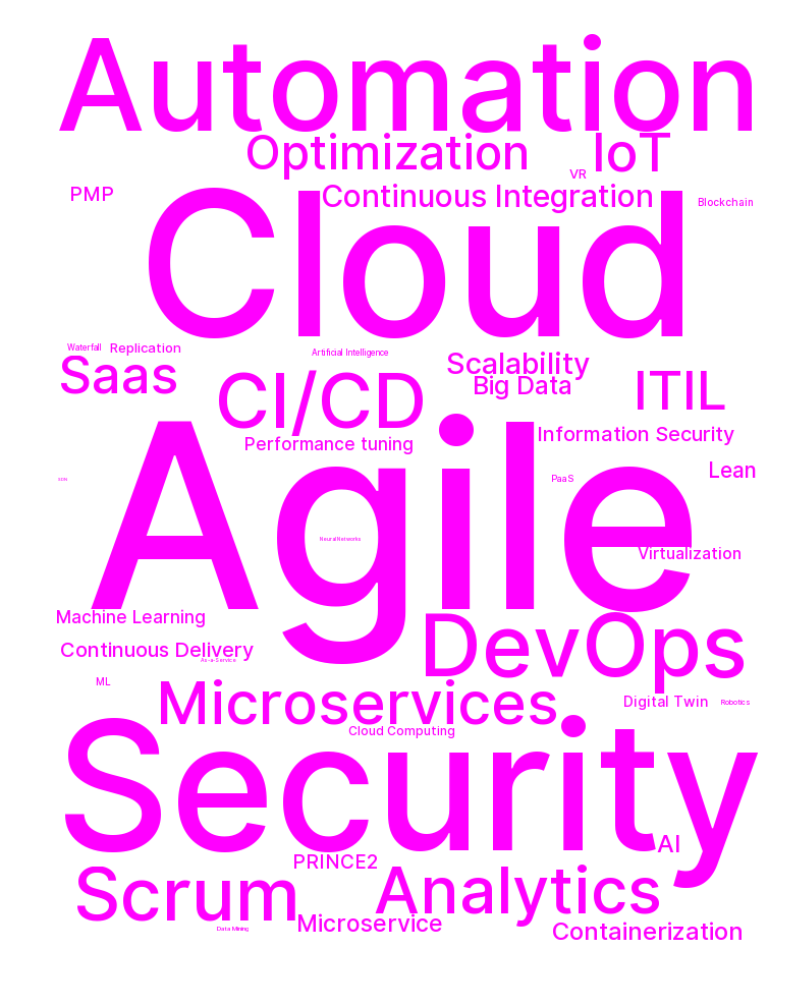 Automation
Optimization
IoT
VR
PMP
Continuous Integration
Blockchain
Cloud
Waterfall
Replication
Artificial Intelligence
Saas
CI/CD
Scalability
Big Data
ITIL
Information Security
Performance tuning
Agile
Lean
PaaS
Neural Networks
Virtualization
Machine Learning
DevOps
Continuous Delivery
As-a-Service
ML
Microservices
Digital Twin
Robotics
Cloud Computing
Security
AI
PRINCE2
Scrum
Analytics
Microservice
Data Mining
Containerization